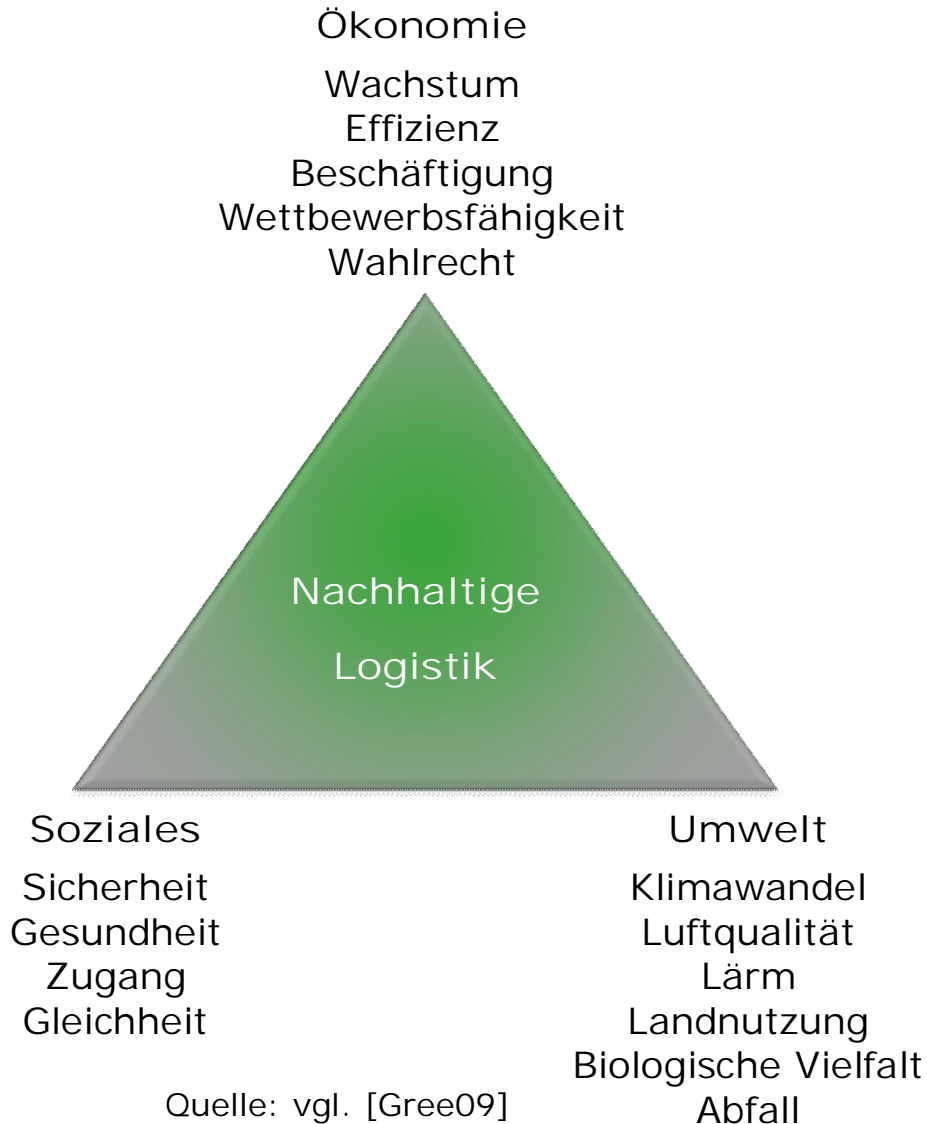 Ökonomie
Wachstum
Effizienz
Beschäftigung
Wettbewerbsfähigkeit
Wahlrecht
Nachhaltige
Logistik
Soziales
Sicherheit
Gesundheit
Zugang
Gleichheit
Umwelt
Klimawandel
Luftqualität
Lärm
Landnutzung
Biologische Vielfalt
Abfall
Quelle: vgl. [Gree09]